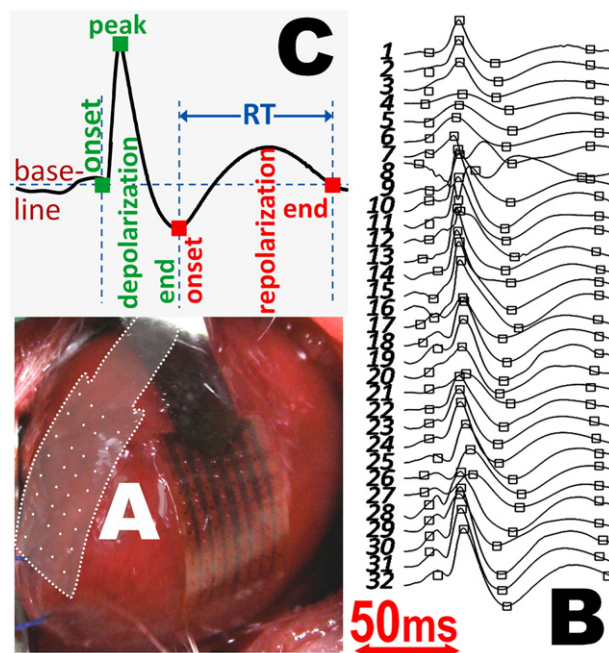 peak
C
onset
RT
base-
line
depolarization
end
onset
repolarization
end
A
1
2
3
4
5
6
7
8
9
10
11
12
13
14
15
16
17
18
19
20
21
22
23
24
25
26
27
28
29
30
31
32
50ms
B